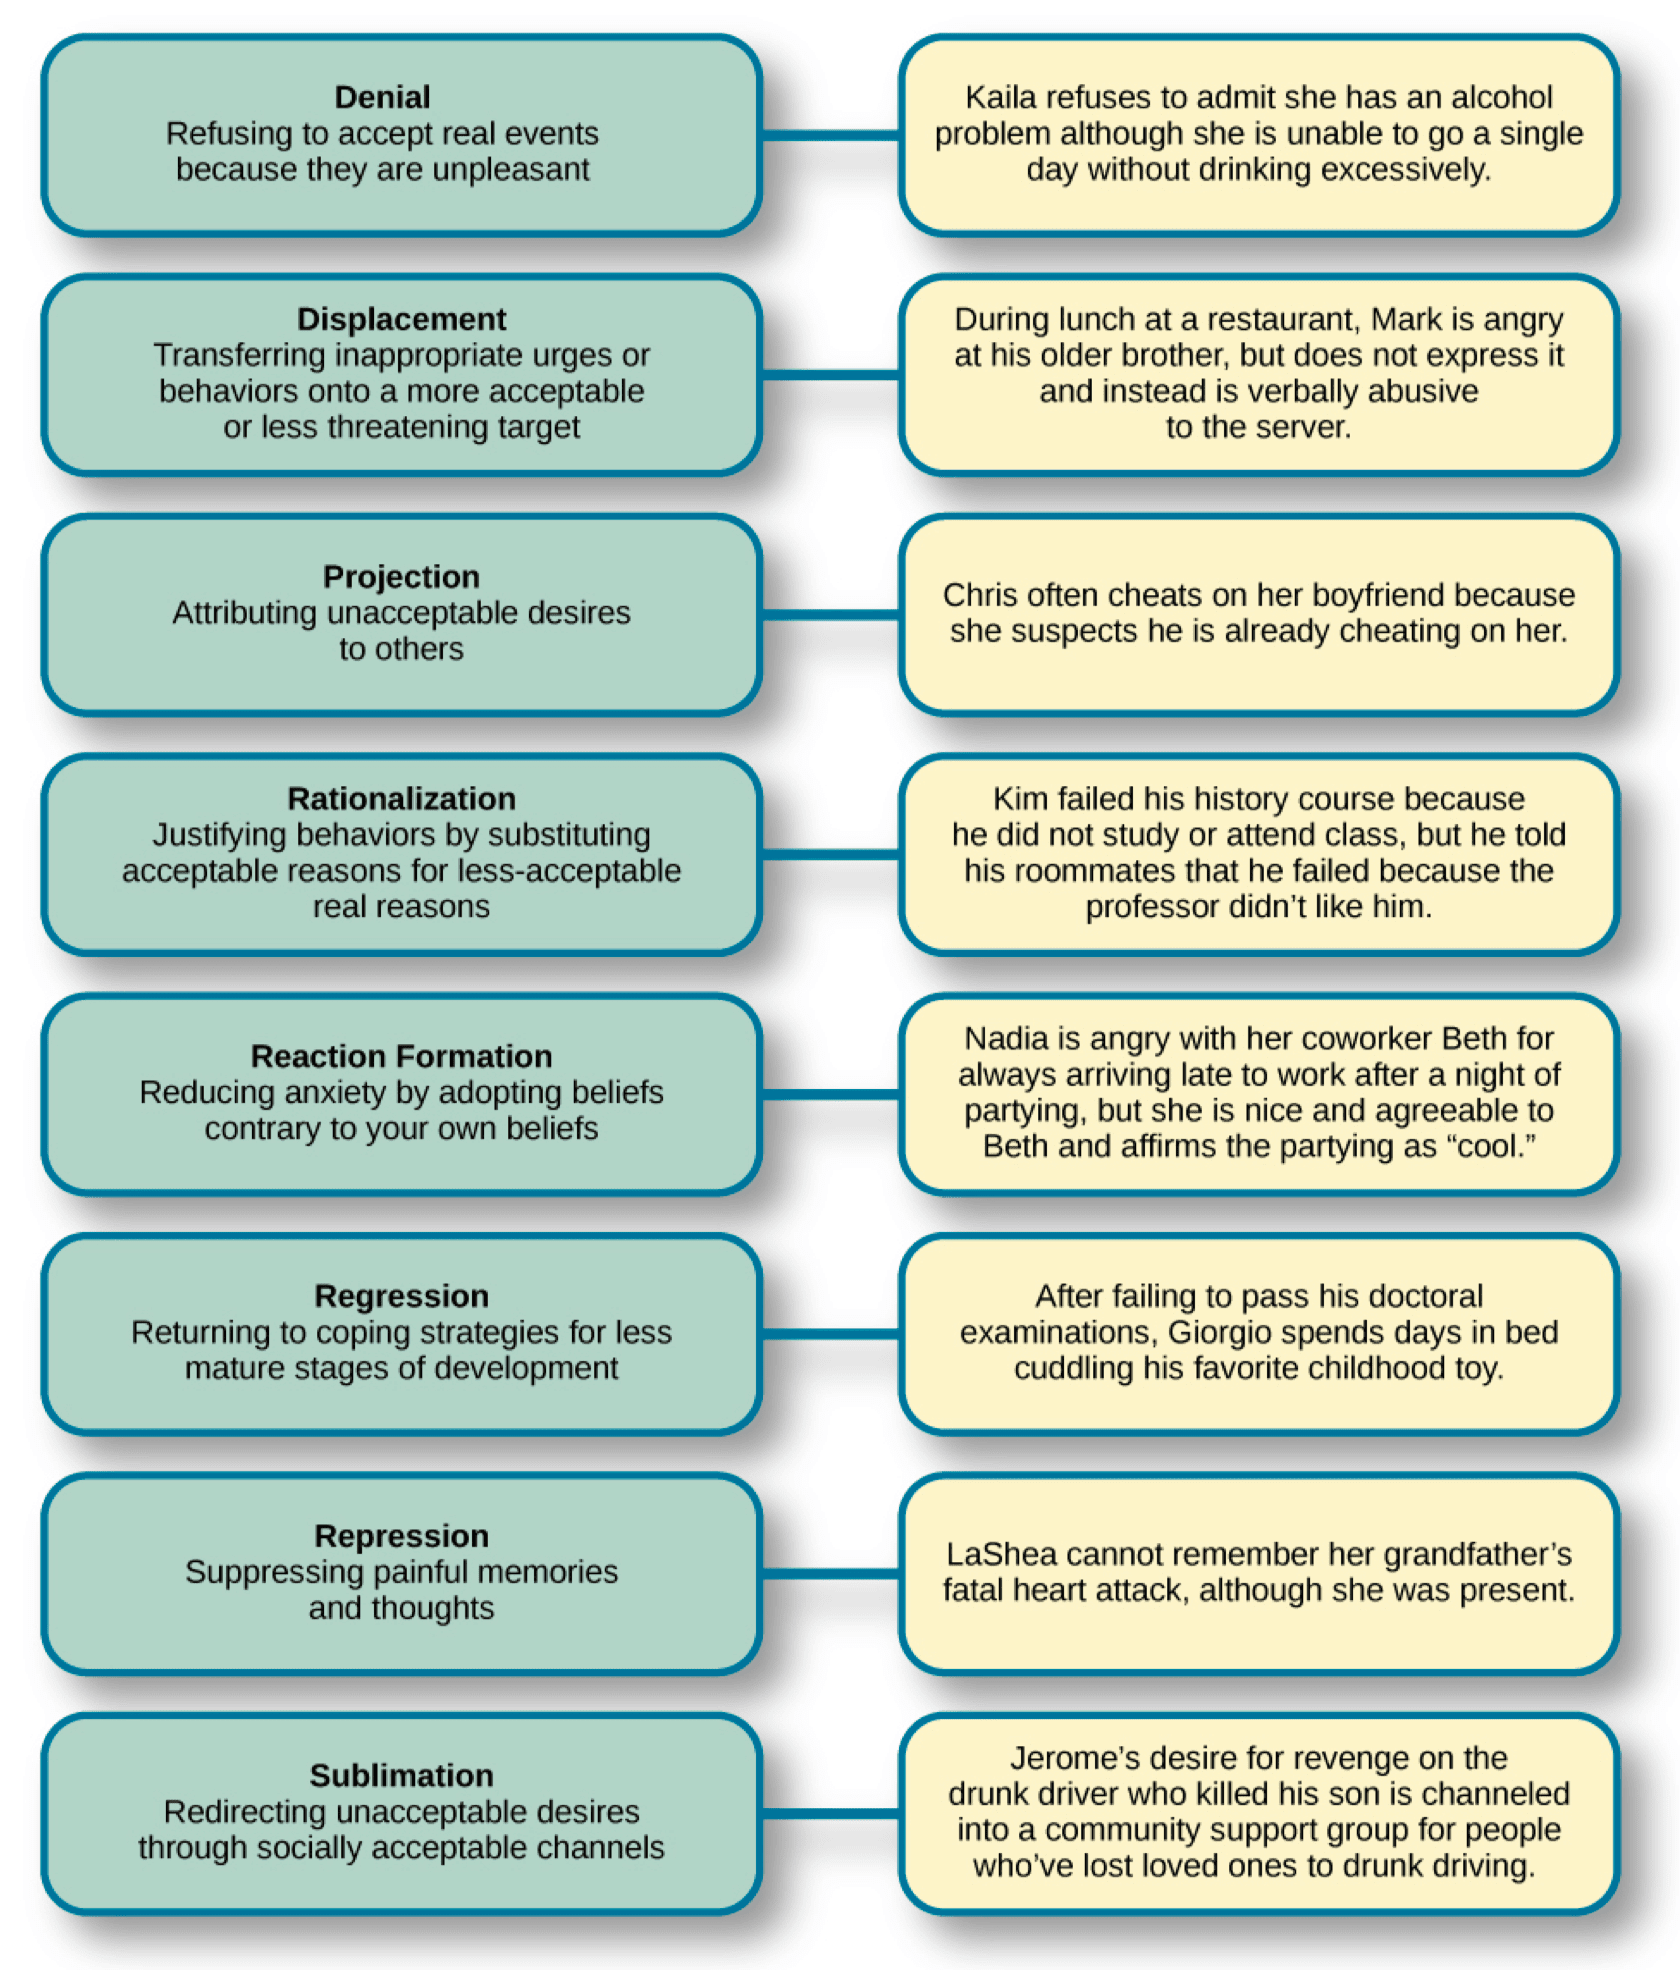 Denial
Refusing to accept real events
because they are unpleasant
Kaila refuses to admit she has an alcohol
problem although she is unable to go a single
day without drinking excessively.
Displacement
Transferring inappropriate urges or
behaviors onto a more acceptable
or less threatening target
During lunch at a restaurant, Mark is angry
at his older brother, but does not express it
and instead is verbally abusive
to the server.
Projection
Attributing unacceptable desires
to others
Chris often cheats on her boyfriend because
she suspects he is already cheating on her.
Rationalization
Justifying behaviors by substituting
acceptable reasons for less-acceptable
real reasons
Kim failed his history course because
he did not study or attend class, but he told
his roommates that he failed because the
professor didn’t like him.
Reaction Formation
Reducing anxiety by adopting beliefs
contrary to your own beliefs
Nadia is angry with her coworker Beth for
always arriving late to work after a night of
partying, but she is nice and agreeable to
Beth and affirms the partying as “cool.”
Regression
Returning to coping strategies for less
mature stages of development
After failing to pass his doctoral
examinations, Giorgio spends days in bed
cuddling his favorite childhood toy.
Repression
Suppressing painful memories
and thoughts
LaShea cannot remember her grandfather’s
fatal heart attack, although she was present.
Sublimation
Redirecting unacceptable desires
through socially acceptable channels
Jerome’s desire for revenge on the
drunk driver who killed his son is channeled
into a community support group for people
who’ve lost loved ones to drunk driving.